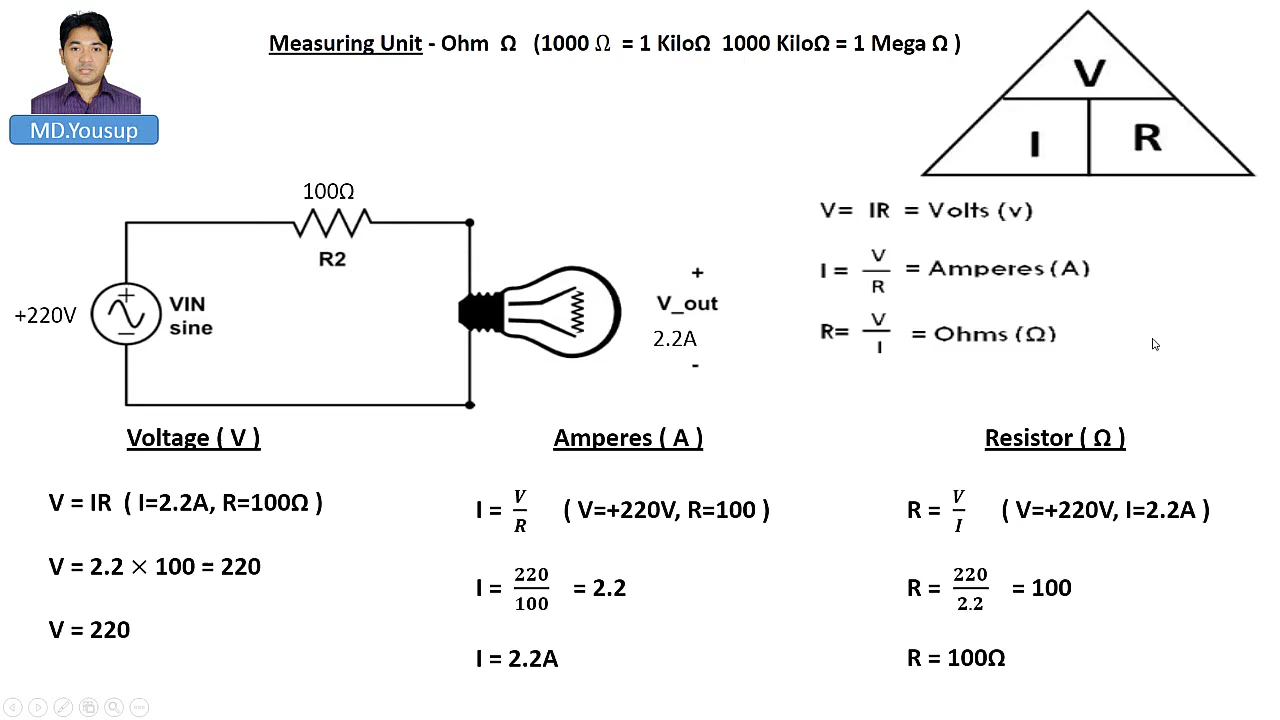 Measuring Unit - Ohm Ω (1000 Ω = 1 KiloΩ 1000 KiloΩ = 1 Mega Ω )
MD.Yousup
V
I R
100Ω
R2
+220V
+
VIN
sine
−
+
V_out
2.2A
-
V= IR = Volts (v)
I = V/R = Amperes (A)
R= V/I = Ohms (Ω)
Voltage ( V )
V = IR ( I=2.2A, R=100Ω )
V = 2.2 × 100 = 220
V = 220
Amperes ( A )
I = V/R ( V=+220V, R=100 )
I = 220/100 = 2.2
I = 2.2A
Resistor ( Ω )
R = V/I ( V=+220V, I=2.2A )
R = 220/2.2 = 100
R = 100Ω